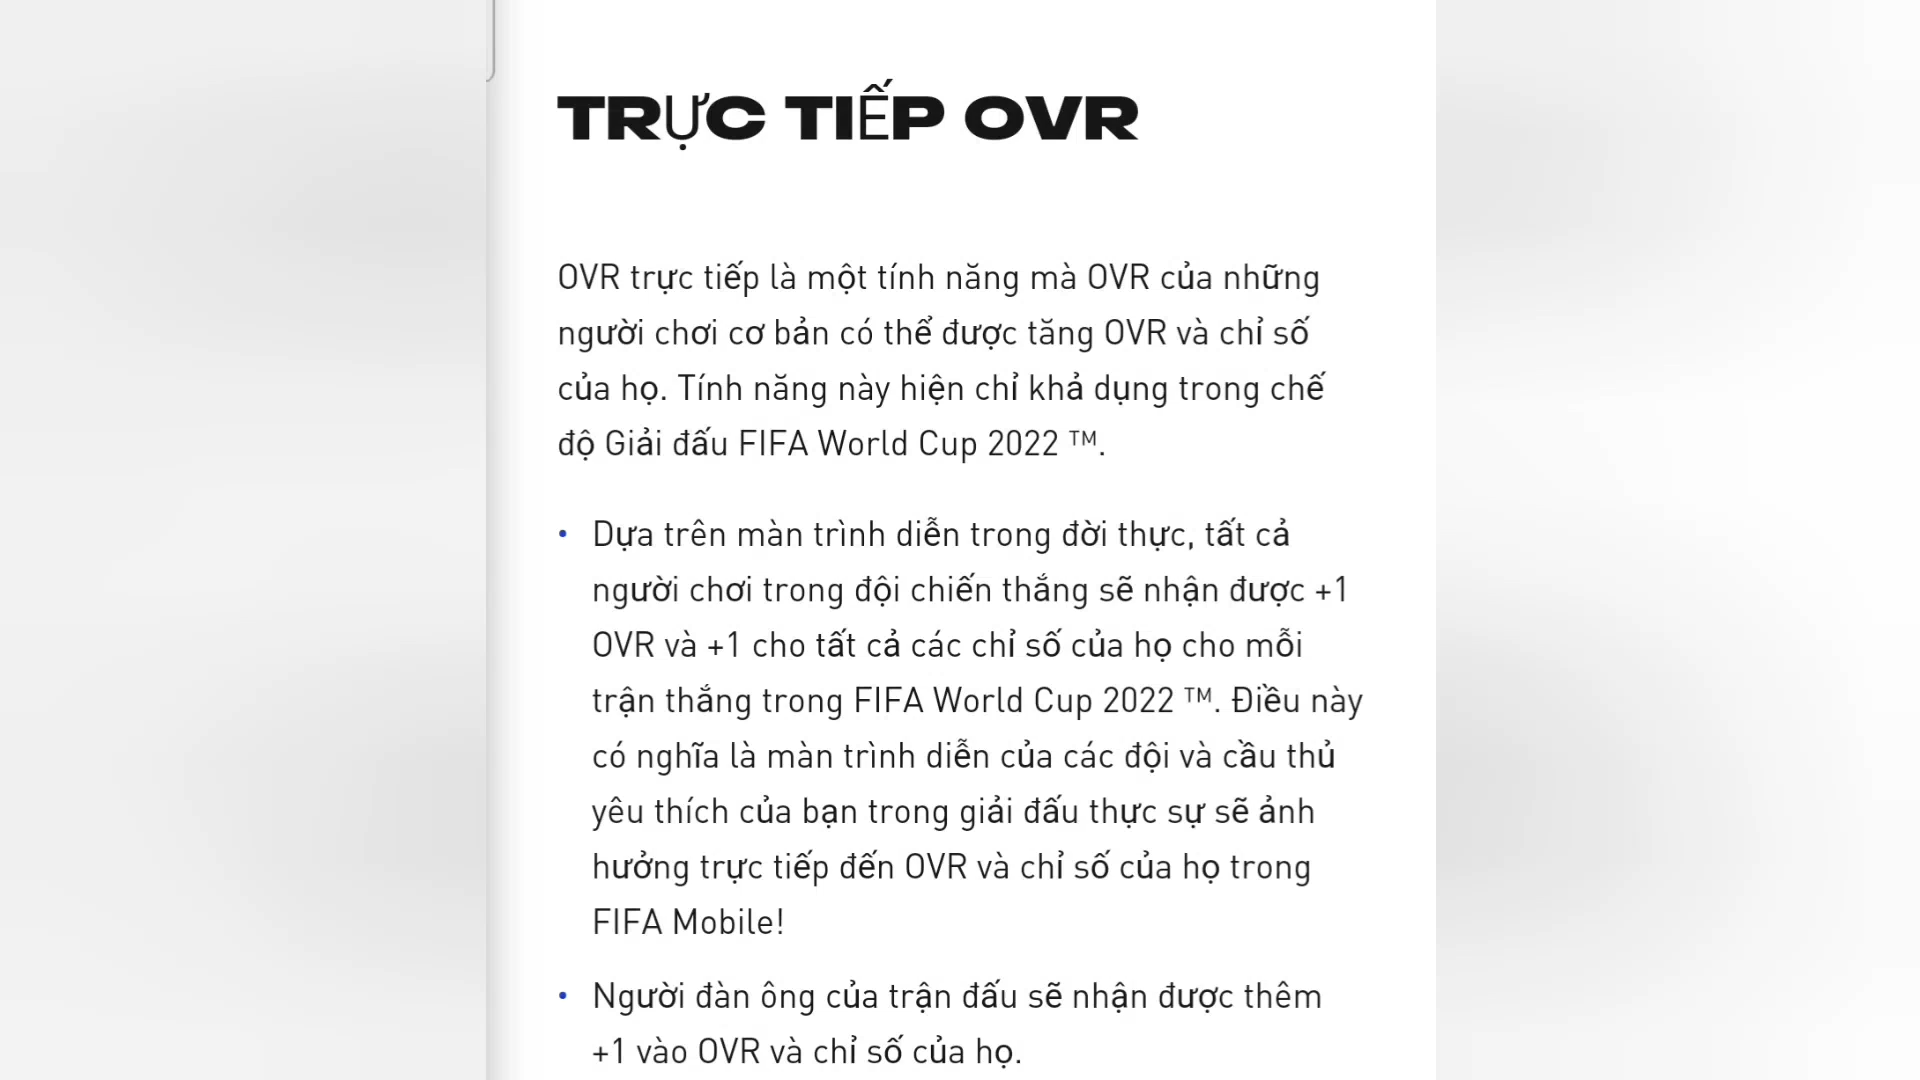 TRỰC TIẾP OVR
OVR trực tiếp là một tính năng mà OVR của những
người chơi cơ bản có thể được tăng OVR và chỉ số
của họ. Tính năng này hiện chỉ khả dụng trong chế
độ Giải đấu FIFA World Cup 2022 ™.
• Dựa trên màn trình diễn trong đời thực, tất cả
người chơi trong đội chiến thắng sẽ nhận được +1
OVR và +1 cho tất cả các chỉ số của họ cho mỗi
trận thắng trong FIFA World Cup 2022 ™. Điều này
có nghĩa là màn trình diễn của các đội và cầu thủ
yêu thích của bạn trong giải đấu thực sự sẽ ảnh
hưởng trực tiếp đến OVR và chỉ số của họ trong
FIFA Mobile!
• Người đàn ông của trận đấu sẽ nhận được thêm
+1 vào OVR và chỉ số của họ.